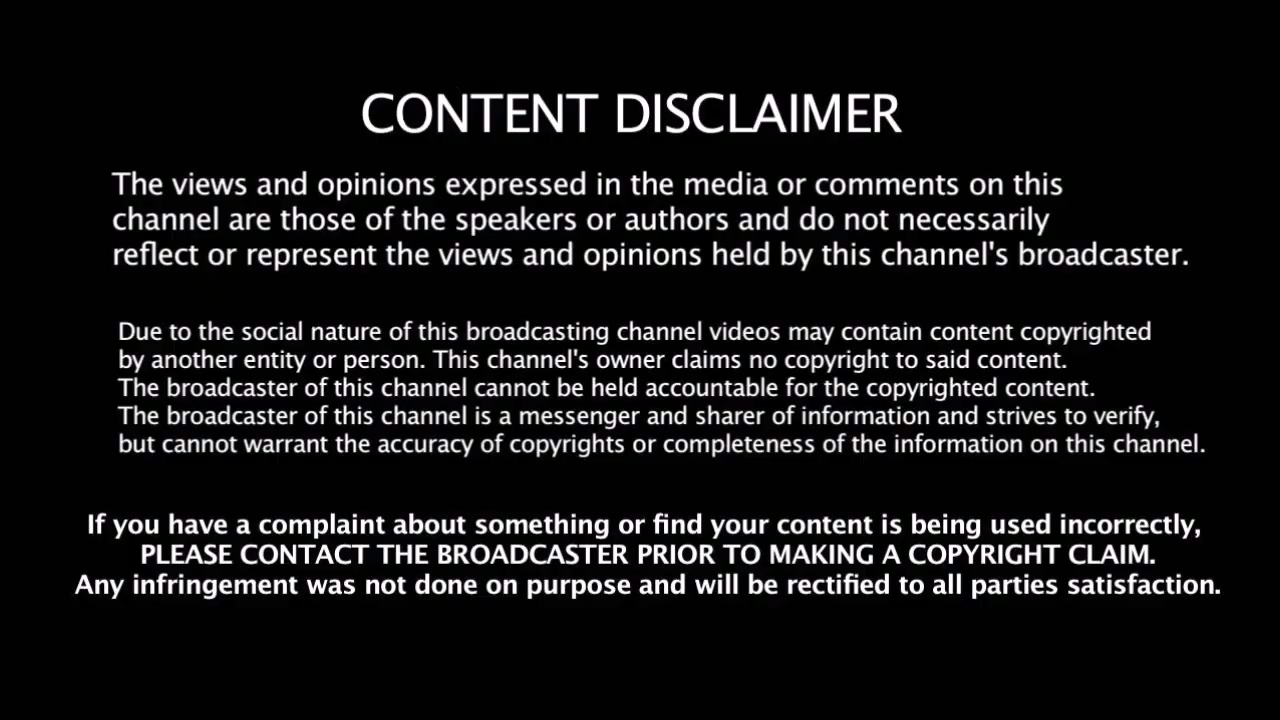 CONTENT DISCLAIMER
The views and opinions expressed in the media or comments on this
channel are those of the speakers or authors and do not necessarily
reflect or represent the views and opinions held by this channel's broadcaster.
Due to the social nature of this broadcasting channel videos may contain content copyrighted
by another entity or person. This channel's owner claims no copyright to said content.
The broadcaster of this channel cannot be held accountable for the copyrighted content.
The broadcaster of this channel is a messenger and sharer of information and strives to verify,
but cannot warrant the accuracy of copyrights or completeness of the information on this channel.
If you have a complaint about something or find your content is being used incorrectly,
PLEASE CONTACT THE BROADCASTER PRIOR TO MAKING A COPYRIGHT CLAIM.
Any infringement was not done on purpose and will be rectified to all parties satisfaction.